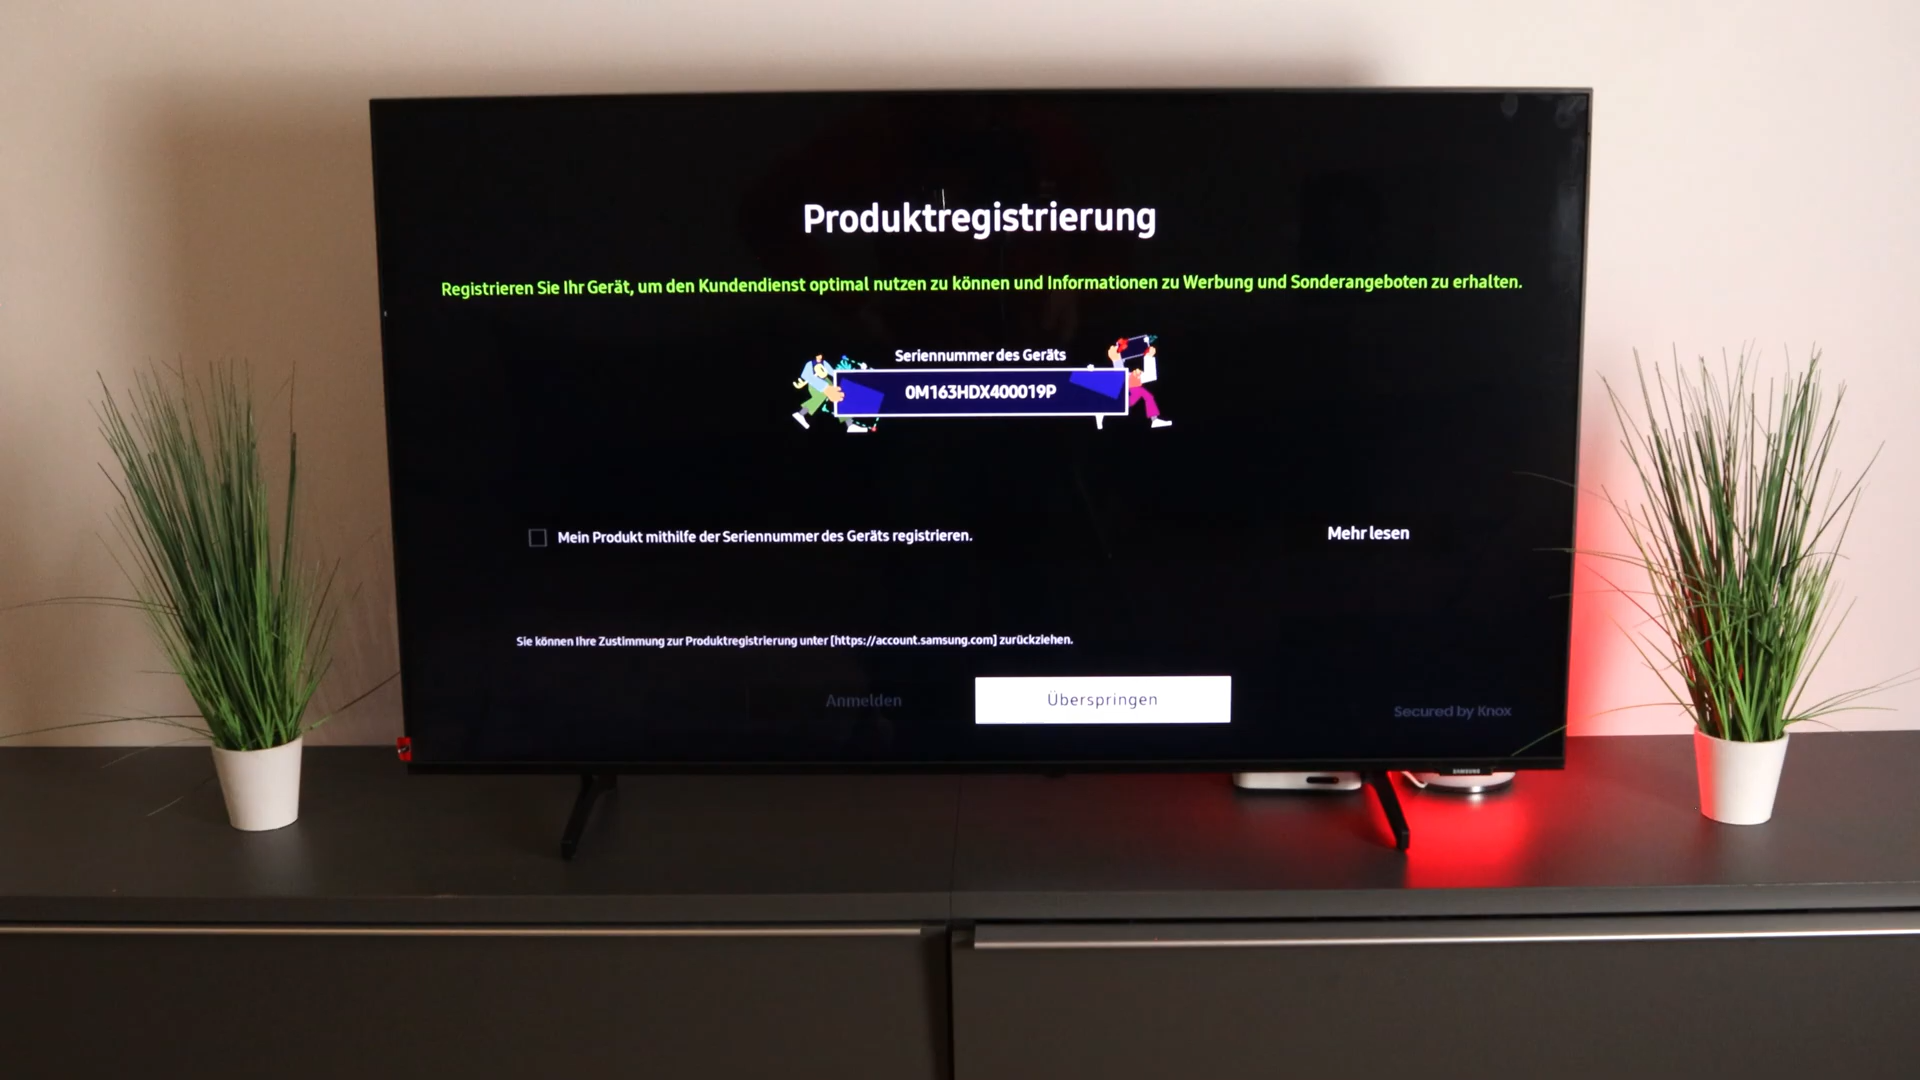 Produktregistrierung
Registrieren Sie Ihr Gerät, um den Kundendienst optimal nutzen zu können und Informationen zu Werbung und Sonderangeboten zu erhalten.
Seriennummer des Geräts
0M163HDX400019P
Mein Produkt mithilfe der Seriennummer des Geräts registrieren.
Mehr lesen
Sie können Ihre Zustimmung zur Produktregistrierung unter [https://account.samsung.com] zurückziehen.
Anmelden
Überspringen
Secured by Knox
SAMSUNG